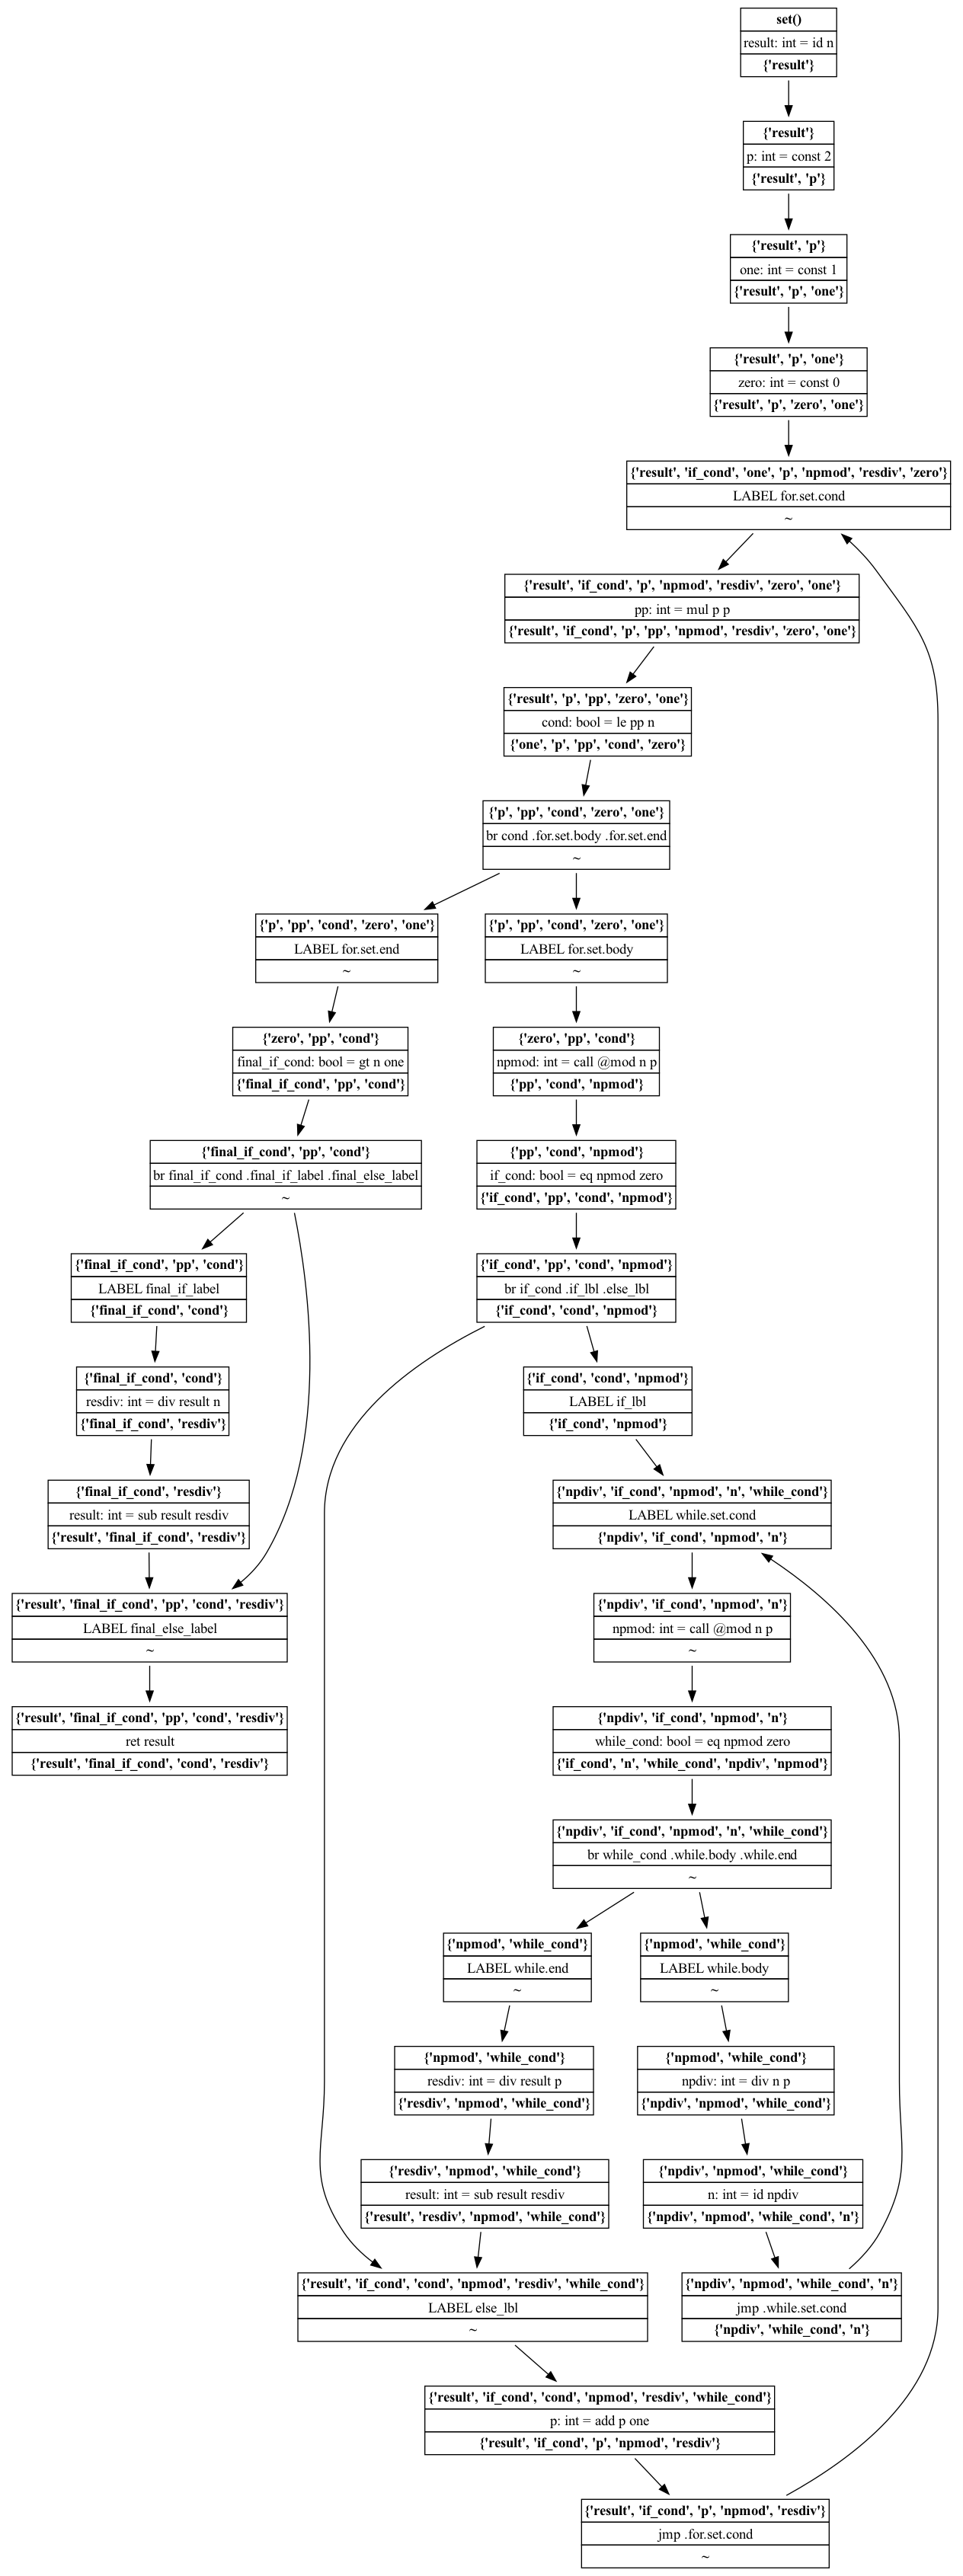 set()
result: int = id n
{'result'}
{'result'}
p: int = const 2
{'result', 'p'}
{'result', 'p'}
one: int = const 1
{'result', 'p', 'one'}
{'result', 'p', 'one'}
zero: int = const 0
{'result', 'p', 'zero', 'one'}
{'result', 'if_cond', 'one', 'p', 'npmod', 'resdiv', 'zero'}
LABEL for.set.cond
~
{'result', 'if_cond', 'p', 'npmod', 'resdiv', 'zero', 'one'}
pp: int = mul p p
{'result', 'if_cond', 'p', 'pp', 'npmod', 'resdiv', 'zero', 'one'}
{'result', 'p', 'pp', 'zero', 'one'}
cond: bool = le pp n
{'one', 'p', 'pp', 'cond', 'zero'}
{'p', 'pp', 'cond', 'zero', 'one'}
br cond .for.set.body .for.set.end
~
{'p', 'pp', 'cond', 'zero', 'one'}
LABEL for.set.end
~
{'p', 'pp', 'cond', 'zero', 'one'}
LABEL for.set.body
~
{'zero', 'pp', 'cond'}
final_if_cond: bool = gt n one
{'final_if_cond', 'pp', 'cond'}
{'zero', 'pp', 'cond'}
npmod: int = call @mod n p
{'pp', 'cond', 'npmod'}
{'final_if_cond', 'pp', 'cond'}
br final_if_cond .final_if_label .final_else_label
~
{'pp', 'cond', 'npmod'}
if_cond: bool = eq npmod zero
{'if_cond', 'pp', 'cond', 'npmod'}
{'final_if_cond', 'pp', 'cond'}
LABEL final_if_label
{'final_if_cond', 'cond'}
{'if_cond', 'pp', 'cond', 'npmod'}
br if_cond .if_lbl .else_lbl
{'if_cond', 'cond', 'npmod'}
{'final_if_cond', 'cond'}
resdiv: int = div result n
{'final_if_cond', 'resdiv'}
{'if_cond', 'cond', 'npmod'}
LABEL if_lbl
{'if_cond', 'npmod'}
{'final_if_cond', 'resdiv'}
result: int = sub result resdiv
{'result', 'final_if_cond', 'resdiv'}
{'npdiv', 'if_cond', 'npmod', 'n', 'while_cond'}
LABEL while.set.cond
{'npdiv', 'if_cond', 'npmod', 'n'}
{'result', 'final_if_cond', 'pp', 'cond', 'resdiv'}
LABEL final_else_label
~
{'npdiv', 'if_cond', 'npmod', 'n'}
npmod: int = call @mod n p
~
{'result', 'final_if_cond', 'pp', 'cond', 'resdiv'}
ret result
{'result', 'final_if_cond', 'cond', 'resdiv'}
{'npdiv', 'if_cond', 'npmod', 'n'}
while_cond: bool = eq npmod zero
{'if_cond', 'n', 'while_cond', 'npdiv', 'npmod'}
{'npdiv', 'if_cond', 'npmod', 'n', 'while_cond'}
br while_cond .while.body .while.end
~
{'npmod', 'while_cond'}
LABEL while.end
~
{'npmod', 'while_cond'}
LABEL while.body
~
{'npmod', 'while_cond'}
resdiv: int = div result p
{'resdiv', 'npmod', 'while_cond'}
{'npmod', 'while_cond'}
npdiv: int = div n p
{'npdiv', 'npmod', 'while_cond'}
{'resdiv', 'npmod', 'while_cond'}
result: int = sub result resdiv
{'result', 'resdiv', 'npmod', 'while_cond'}
{'npdiv', 'npmod', 'while_cond'}
n: int = id npdiv
{'npdiv', 'npmod', 'while_cond', 'n'}
{'result', 'if_cond', 'cond', 'npmod', 'resdiv', 'while_cond'}
LABEL else_lbl
~
{'npdiv', 'npmod', 'while_cond', 'n'}
jmp .while.set.cond
{'npdiv', 'while_cond', 'n'}
{'result', 'if_cond', 'cond', 'npmod', 'resdiv', 'while_cond'}
p: int = add p one
{'result', 'if_cond', 'p', 'npmod', 'resdiv'}
{'result', 'if_cond', 'p', 'npmod', 'resdiv'}
jmp .for.set.cond
~